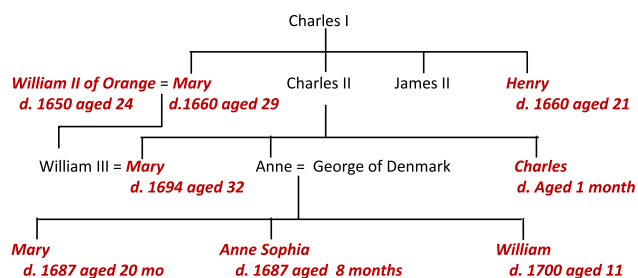 Charles I
William II of Orange = Mary Charles II James II Henry
d. 1650 aged 24 d.1660 aged 29 d. 1660 aged 21
William III = Mary Anne = George of Denmark Charles
d. 1694 aged 32 d. Aged 1 month
Mary Anne Sophia William
d. 1687 aged 20 mo d. 1687 aged 8 months d. 1700 aged 11